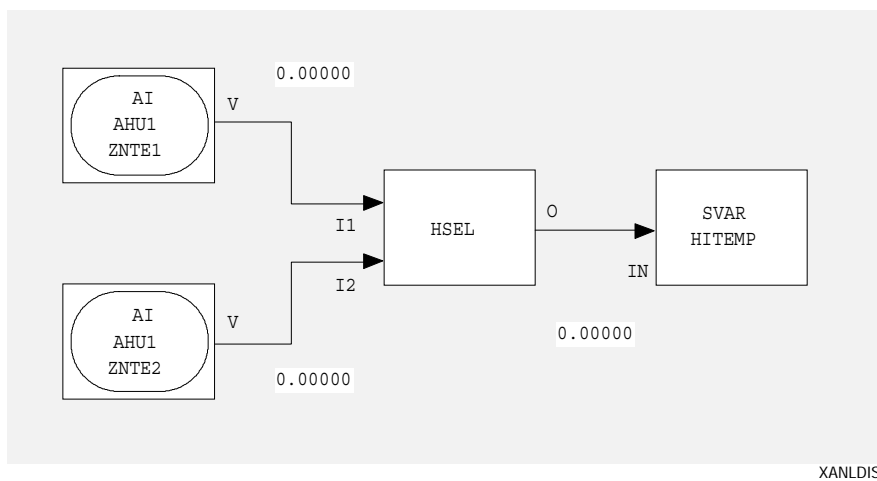 0.00000
AI
AHU1
ZNTE1
V
I1
HSEL
O
SVAR
HITEMP
IN
I2
AI
AHU1
ZNTE2
V
0.00000
0.00000
XANLDIS